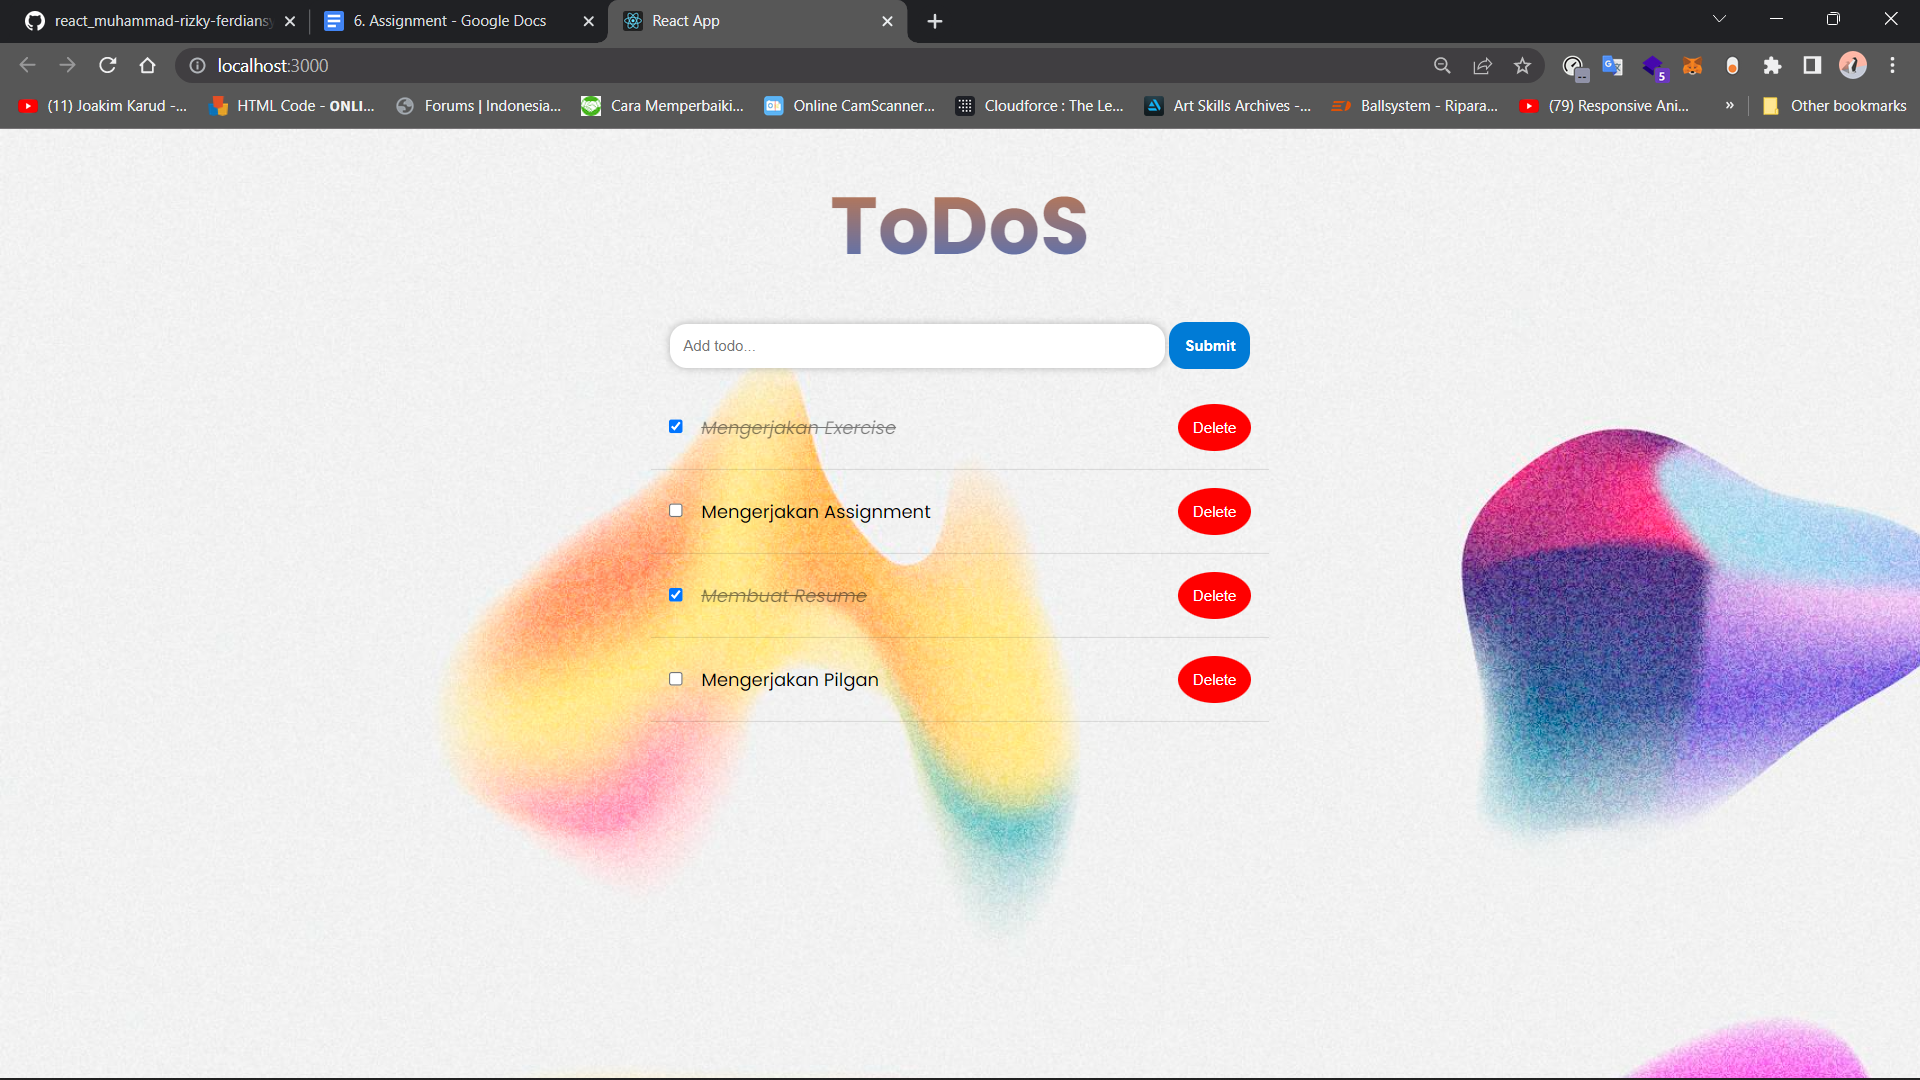 react_muhammad-rizky-ferdians
6. Assignment - Google Docs
React App
localhost:3000
5
(11) Joakim Karud -...
HTML Code - ONLI...
Forums | Indonesia...
Cara Memperbaiki...
Online CamScanner...
Cloudforce : The Le...
Art Skills Archives -...
Ballsystem - Ripara...
(79) Responsive Ani...
»
Other bookmarks
ToDoS
Add todo...
Submit
Mengerjakan Exercise
Delete
Mengerjakan Assignment
Delete
Membuat Resume
Delete
Mengerjakan Pilgan
Delete